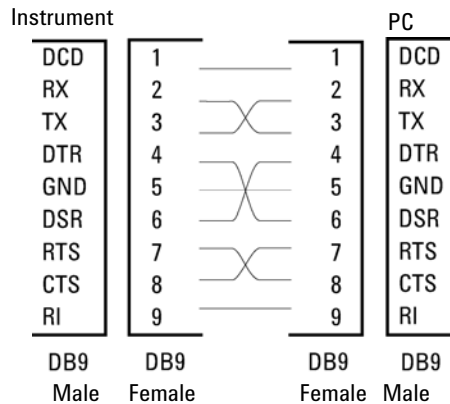 Instrument PC
DCD 1 1 DCD
RX 2 2 RX
TX 3 3 TX
DTR 4 4 DTR
GND 5 5 GND
DSR 6 6 DSR
RTS 7 7 RTS
CTS 8 8 CTS
RI 9 9 RI
DB9 DB9 DB9 DB9
Male Female Female Male